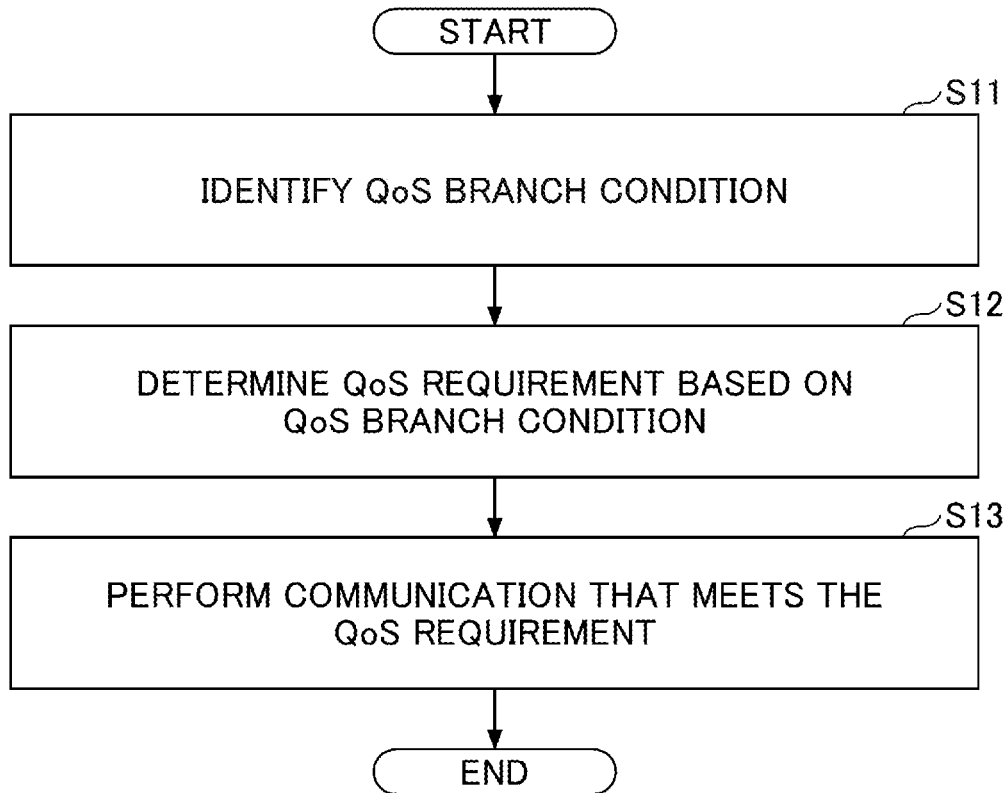 START
S11
IDENTIFY QoS BRANCH CONDITION
S12
DETERMINE QoS REQUIREMENT BASED ON
QoS BRANCH CONDITION
S13
PERFORM COMMUNICATION THAT MEETS THE
QoS REQUIREMENT
END